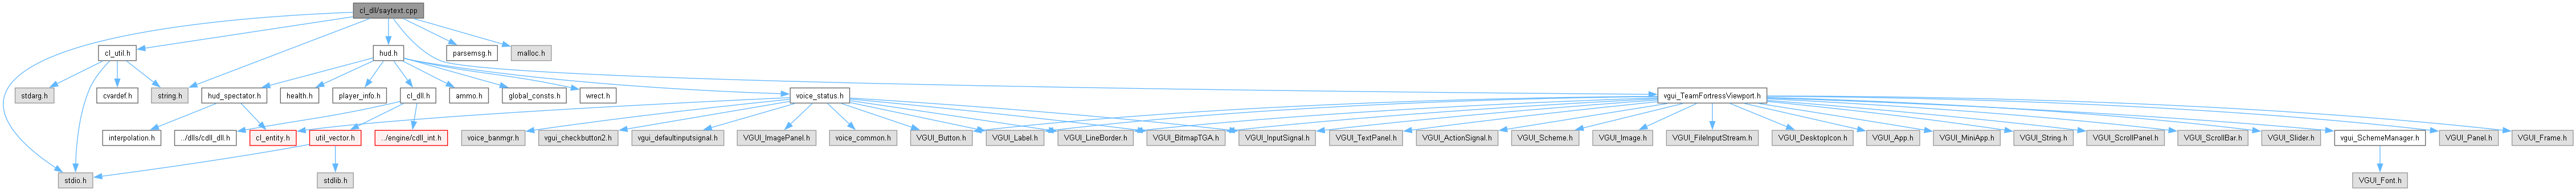 cl_dll/saytext.cpp
cl_util.h
hud.h
parsemsg.h
malloc.h
stdarg.h
cvardef.h
string.h
hud_spectator.h
health.h
player_info.h
cl_dll.h
ammo.h
global_consts.h
wrect.h
voice_status.h
vgui_TeamFortressViewport.h
interpolation.h
../dlls/cdll_dll.h
cl_entity.h
util_vector.h
../engine/cdll_int.h
voice_banmgr.h
vgui_checkbutton2.h
vgui_defaultinputsignal.h
VGUI_ImagePanel.h
voice_common.h
VGUI_Button.h
VGUI_Label.h
VGUI_LineBorder.h
VGUI_BitmapTGA.h
VGUI_InputSignal.h
VGUI_TextPanel.h
VGUI_ActionSignal.h
VGUI_Scheme.h
VGUI_Image.h
VGUI_FileInputStream.h
VGUI_DesktopIcon.h
VGUI_App.h
VGUI_MiniApp.h
VGUI_String.h
VGUI_ScrollPanel.h
VGUI_ScrollBar.h
VGUI_Slider.h
vgui_SchemeManager.h
VGUI_Panel.h
VGUI_Frame.h
stdio.h
stdlib.h
VGUI_Font.h